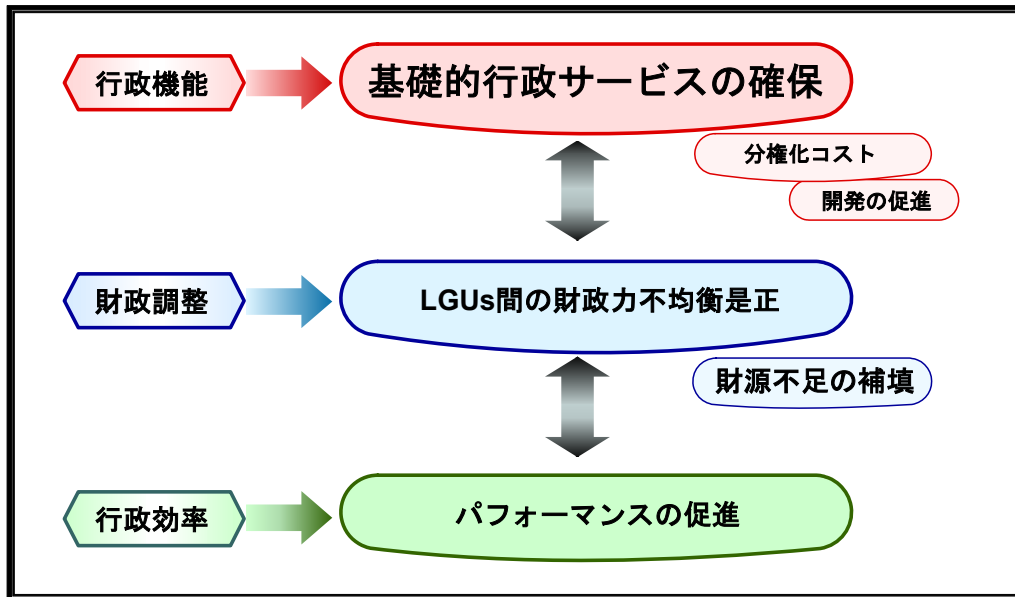 行政機能
基礎的行政サービスの確保
分権化コスト
開発の促進
財政調整
LGUs間の財政力不均衡是正
財源不足の補填
行政効率
パフォーマンスの促進